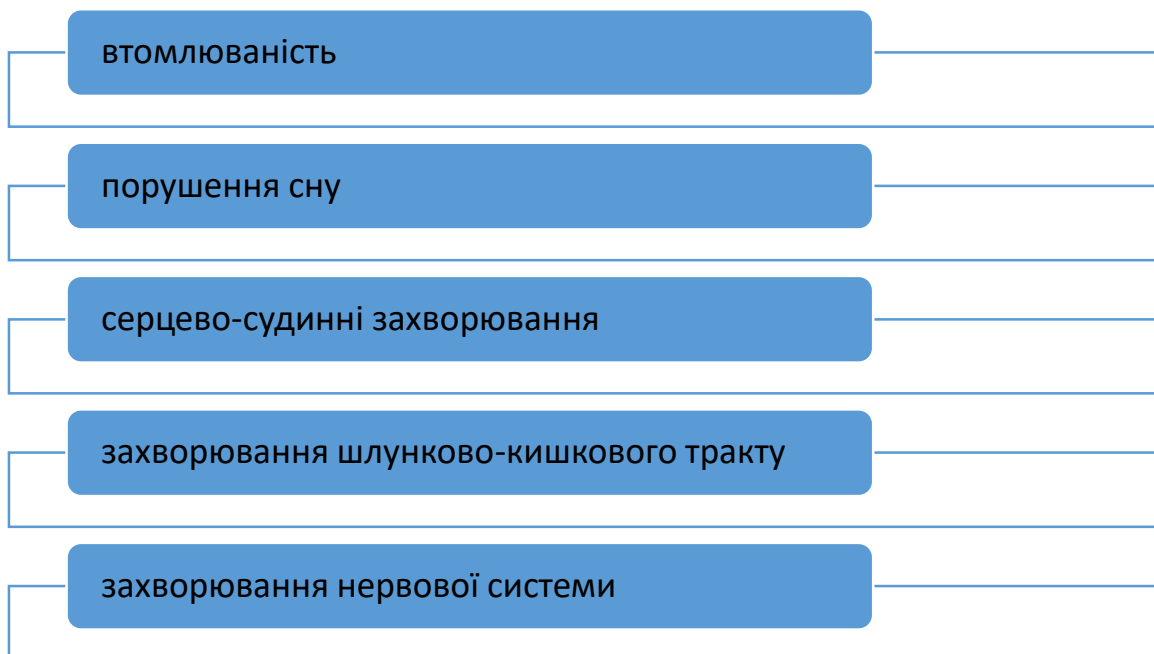 втомлюваність
порушення сну
серцево-судинні захворювання
захворювання шлунково-кишкового тракту
захворювання нервової системи